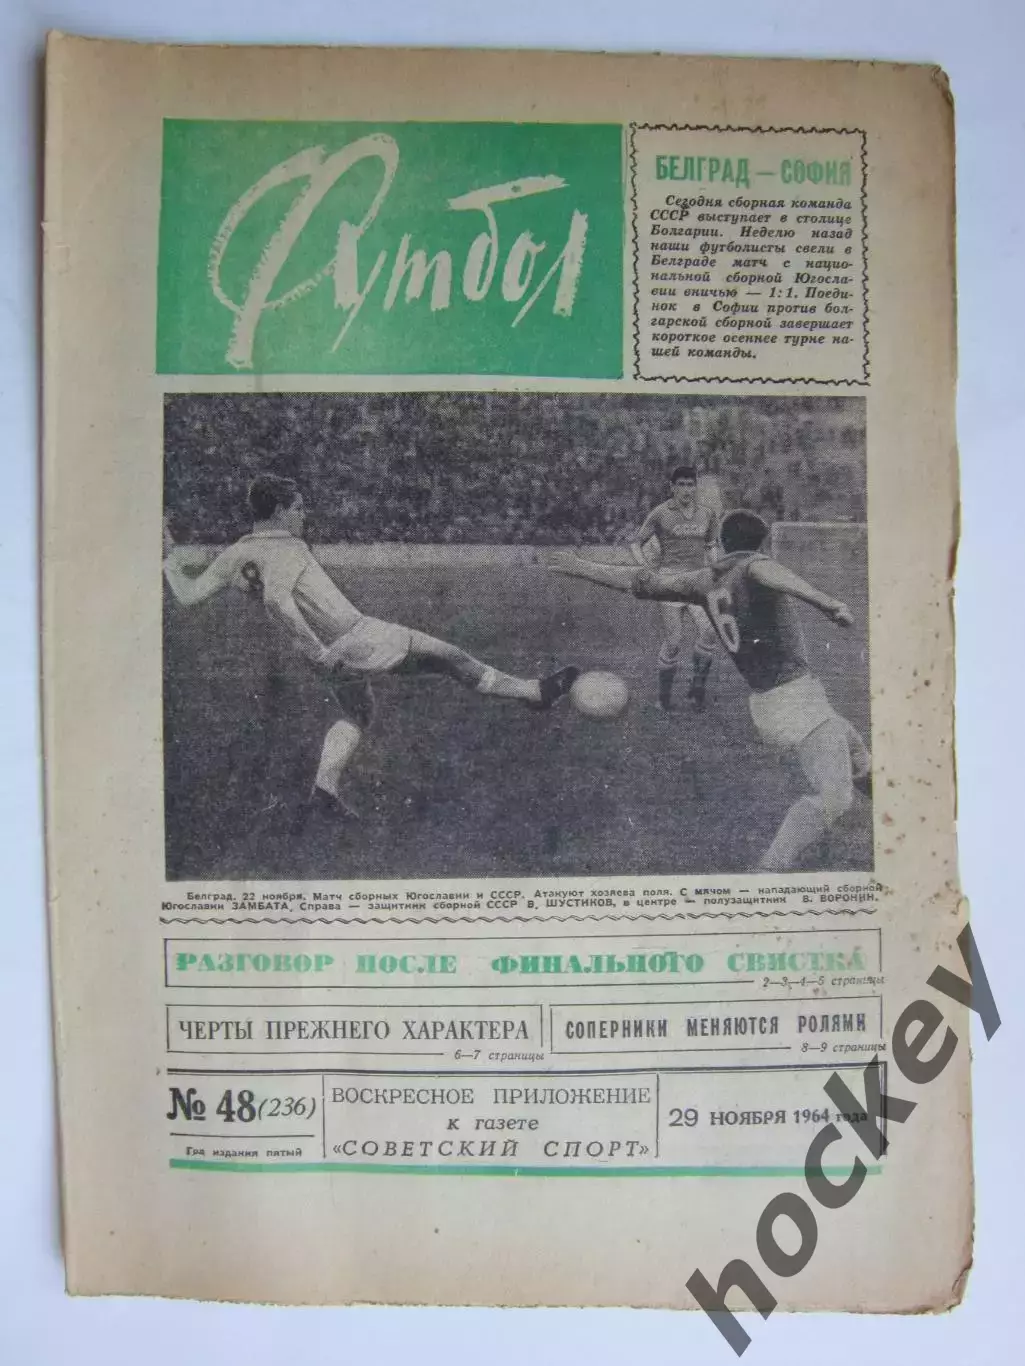 Футбол
БЕЛГРАД — СОФИЯ
Сегодня сборная команда
СССР выступает в столице
Болгарии. Неделю назад
наши футболисты свели в
Белграде матч с нацио-
нальной сборной Югосла-
вии вничью — 1:1. Поеди-
нок в Софии против бол-
гарской сборной завершает
короткое осеннее турне на-
шей команды.
8
6
Белград. 22 ноября. Матч сборных Югославии и СССР. Атакуют хозяева поля. С мячом — нападающий сборной
Югославии ЗАМБАТА. Справа — защитник сборной СССР В. ШУСТИКОВ, в центре — полузащитник В. ВОРОНИН.
РАЗГОВОР ПОСЛЕ ФИНАЛЬНОГО СВИСТКА
2—3—4—5 страницы
ЧЕРТЫ ПРЕЖНЕГО ХАРАКТЕРА
6—7 страницы
СОПЕРНИКИ МЕНЯЮТСЯ РОЛЯМИ
8—9 страницы
№ 48 (236)
Год издания пятый
ВОСКРЕСНОЕ ПРИЛОЖЕНИЕ
к газете
«СОВЕТСКИЙ СПОРТ»
29 НОЯБРЯ 1964 года
hockey